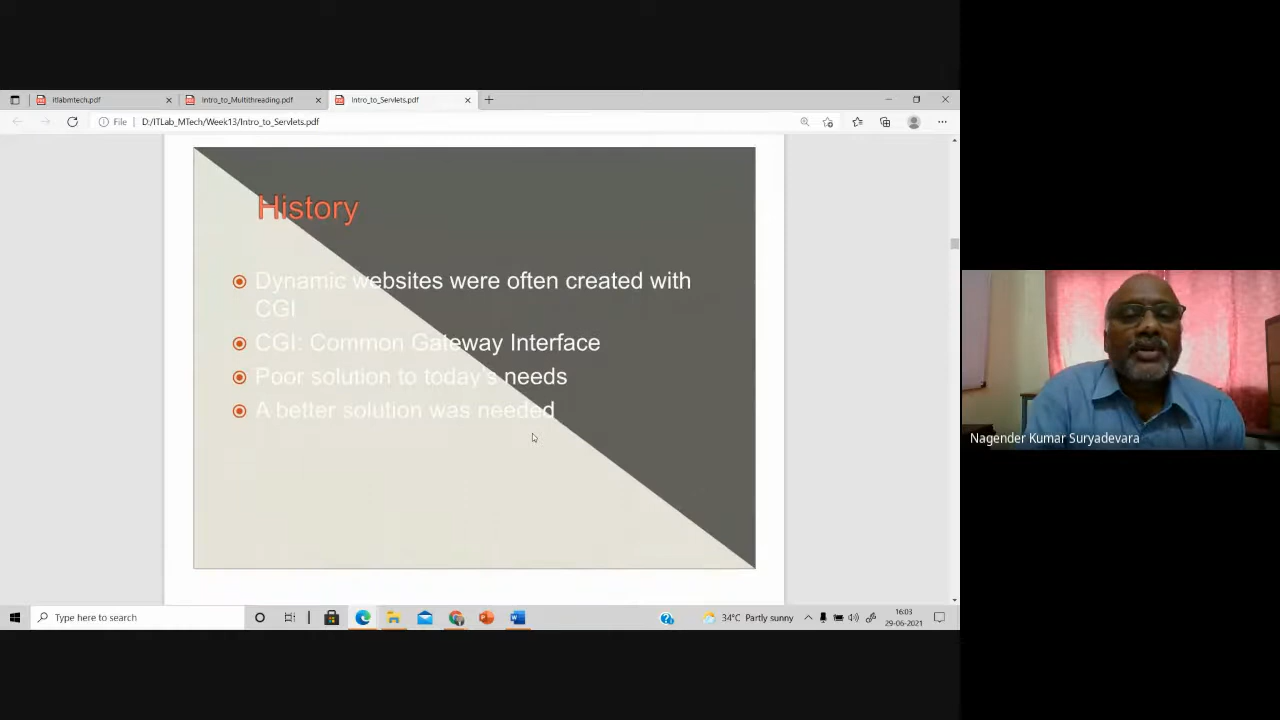 itlabmtech.pdf
Intro_to_Multithreading.pdf
Intro_to_Servlets.pdf
File
D:/ITLab_MTech/Week13/Intro_to_Servlets.pdf
History
Dynamic websites were often created with
CGI
CGI: Common Gateway Interface
Poor solution to today's needs
A better solution was needed
Nagender Kumar Suryadevara
Type here to search
34°C Partly sunny
16:03
29-06-2021